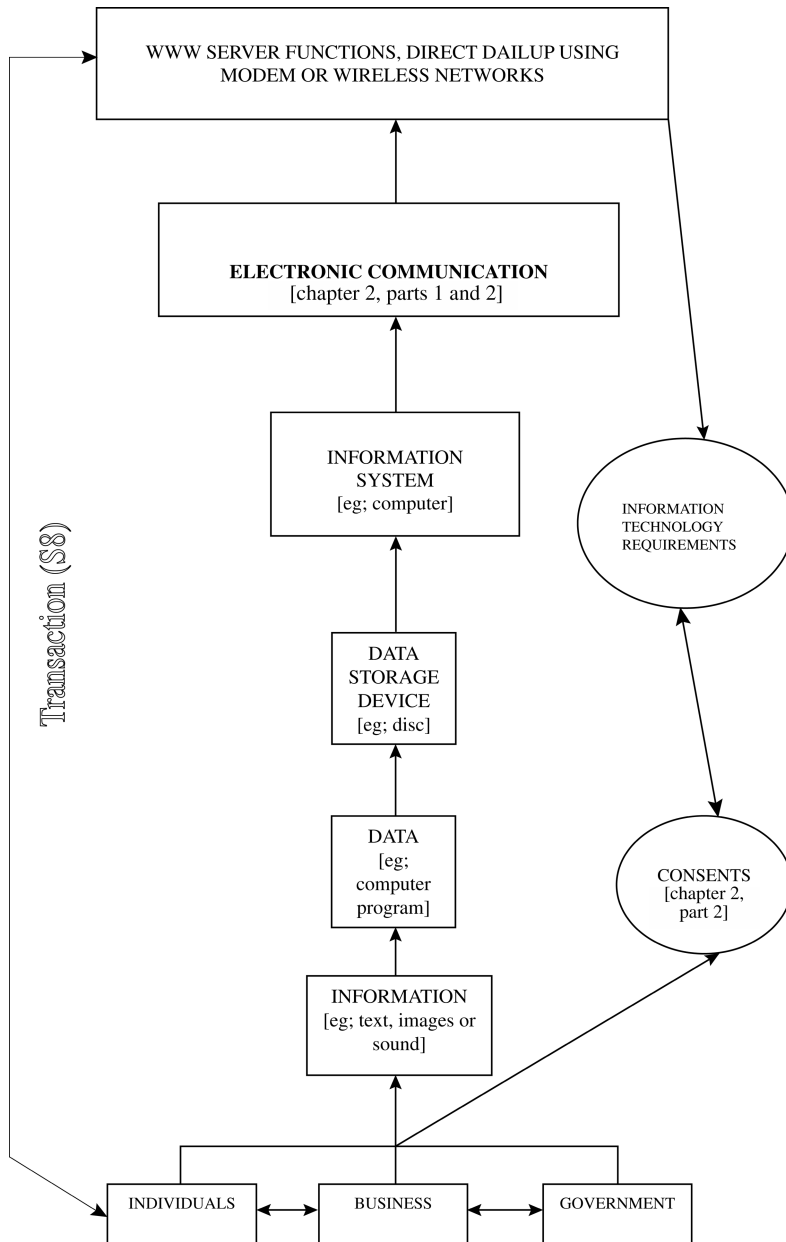 WWW SERVER FUNCTIONS, DIRECT DAILUP USING
MODEM OR WIRELESS NETWORKS
ELECTRONIC COMMUNICATION
[chapter 2, parts 1 and 2]
INFORMATION
SYSTEM
[eg; computer]
INFORMATION
TECHNOLOGY
REQUIREMENTS
Transaction (S8)
DATA
STORAGE
DEVICE
[eg; disc]
DATA
[eg;
computer
program]
CONSENTS
[chapter 2,
part 2]
INFORMATION
[eg; text, images or
sound]
INDIVIDUALS
BUSINESS
GOVERNMENT